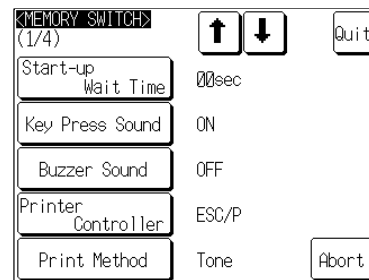 <MEMORY SWITCH>
(1/4)
Quit
Start-up
Wait Time
00sec
Key Press Sound
ON
Buzzer Sound
OFF
Printer
Controller
ESC/P
Print Method
Tone
Abort